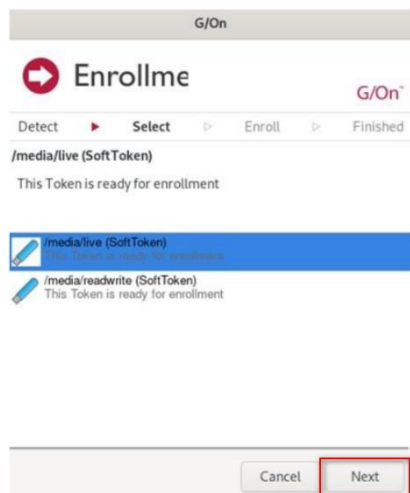 G/On
Enrollme
G/On™
Detect Select Enroll Finished
/media/live (SoftToken)
This Token is ready for enrollment
/media/live (SoftToken)
This Token is ready for enrollment
/media/readwrite (SoftToken)
This Token is ready for enrollment
Cancel Next